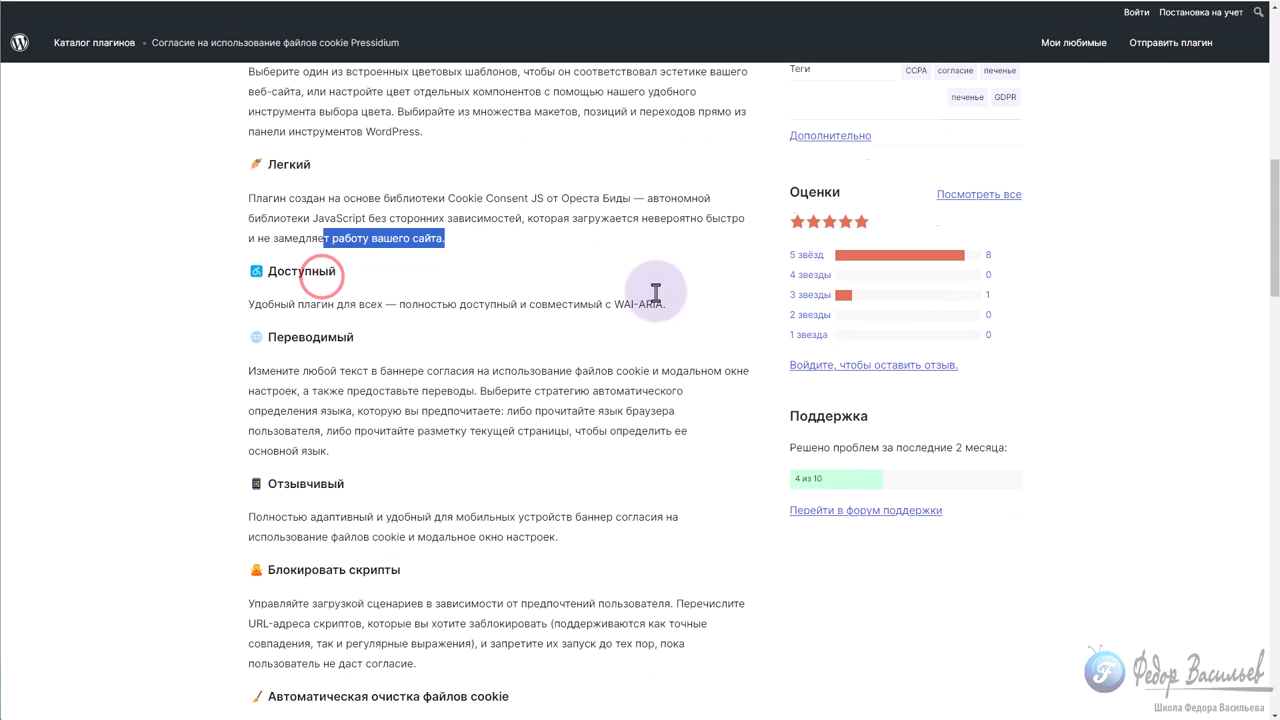 Войти Постановка на учет
Каталог плагинов + Согласие на использование файлов cookie Pressidium
Мои любимые Отправить плагин
Выберите один из встроенных цветовых шаблонов, чтобы он соответствовал эстетике вашего
веб-сайта, или настройте цвет отдельных компонентов с помощью нашего удобного
инструмента выбора цвета. Выбирайте из множества макетов, позиций и переходов прямо из
панели инструментов WordPress.
Легкий
Плагин создан на основе библиотеки Cookie Consent JS от Ореста Биды — автономной
библиотеки JavaScript без сторонних зависимостей, которая загружается невероятно быстро
и не замедляет работу вашего сайта.
Доступный
Удобный плагин для всех — полностью доступный и совместимый с WAI-ARIA.
Переводимый
Измените любой текст в баннере согласия на использование файлов cookie и модальном окне
настроек, а также предоставьте переводы. Выберите стратегию автоматического
определения языка, которую вы предпочитаете: либо прочитайте язык браузера
пользователя, либо прочитайте разметку текущей страницы, чтобы определить ее
основной язык.
Отзывчивый
Полностью адаптивный и удобный для мобильных устройств баннер согласия на
использование файлов cookie и модальное окно настроек.
Блокировать скрипты
Управляйте загрузкой сценариев в зависимости от предпочтений пользователя. Перечислите
URL-адреса скриптов, которые вы хотите заблокировать (поддерживаются как точные
совпадения, так и регулярные выражения), и запретите их запуск до тех пор, пока
пользователь не даст согласие.
Автоматическая очистка файлов cookie
Теги
CCPA согласие печенье
печенье GDPR
Дополнительно
Оценки Посмотреть все
5 звёзд 8
4 звезды 0
3 звезды 1
2 звезды 0
1 звезда 0
Войдите, чтобы оставить отзыв.
Поддержка
Решено проблем за последние 2 месяца:
4 из 10
Перейти в форум поддержки
Федор Васильев
Школа Федора Васильева